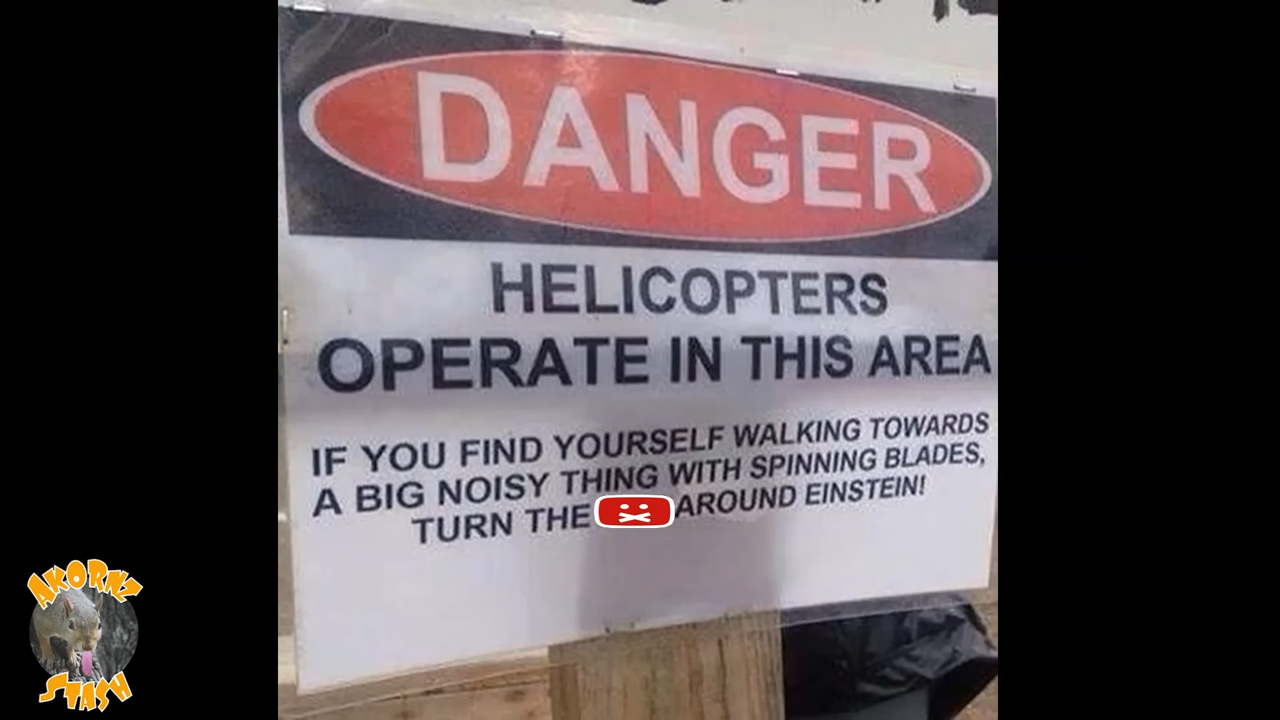 DANGER
HELICOPTERS
OPERATE IN THIS AREA
IF YOU FIND YOURSELF WALKING TOWARDS
A BIG NOISY THING WITH SPINNING BLADES,
TURN THE AROUND EINSTEIN!
AKORNZ
STASH